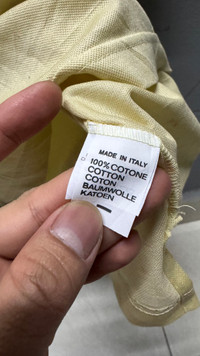 MADE IN ITALY
100% COTONE
COTTON
COTON
BAUMWOLLE
KATOEN